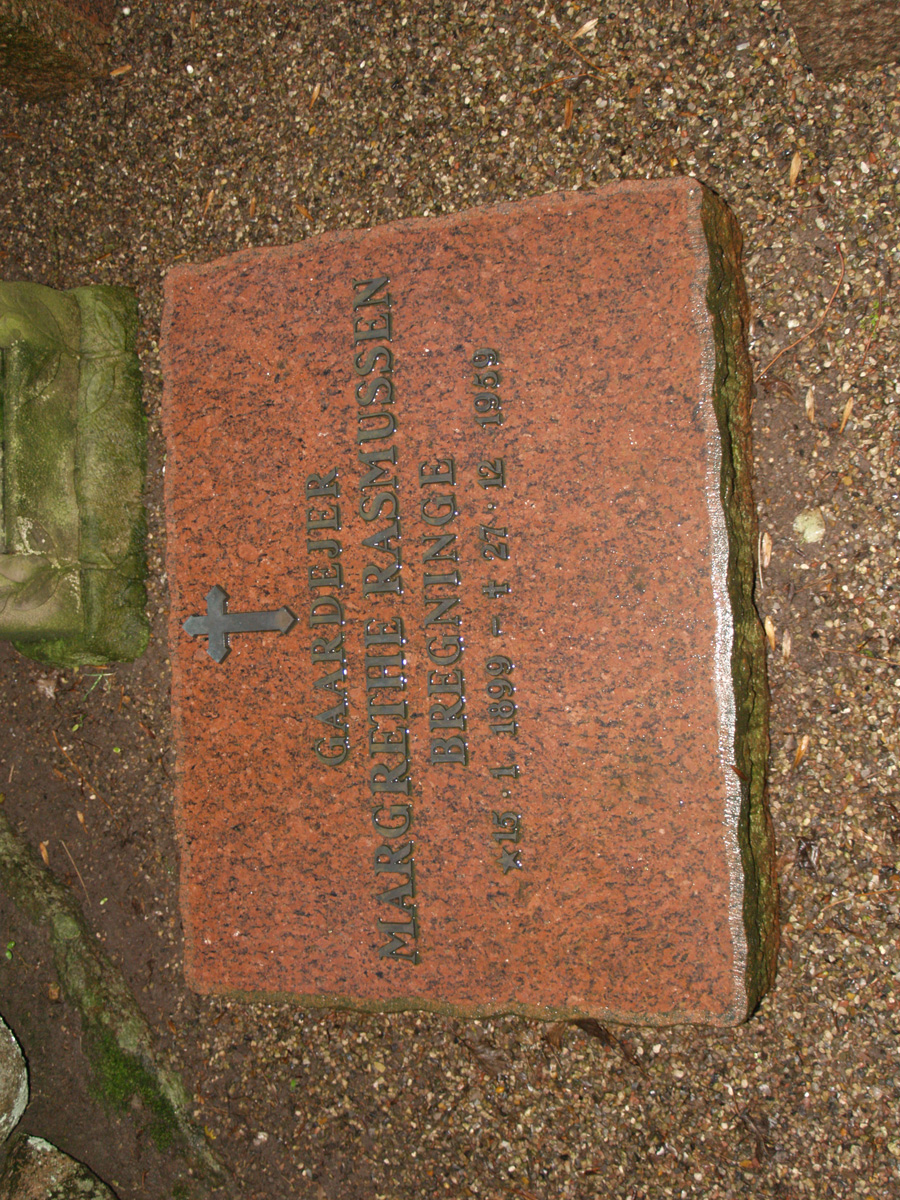 GAARDEJER
MARGRETHE RASMUSSEN
BREGNINGE
★15·1·1899 - ✝27·12·1959